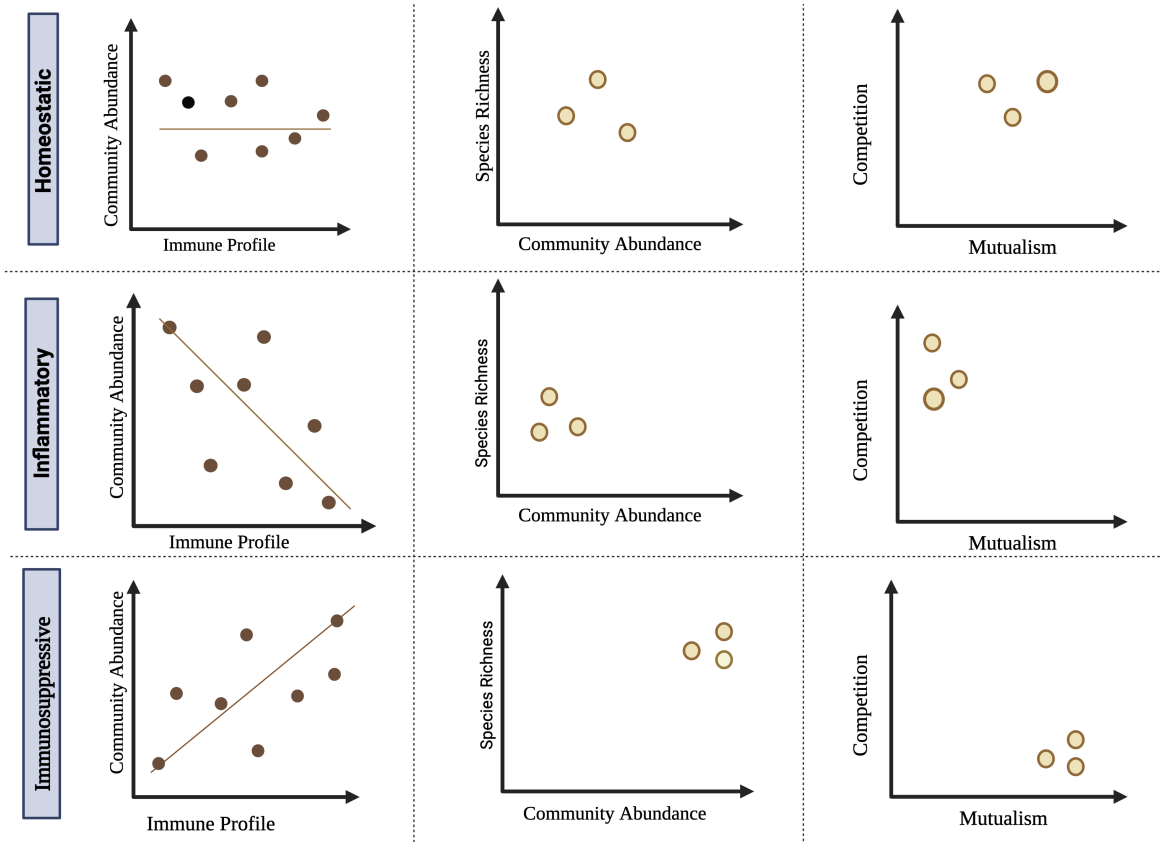 Homeostatic
Community Abundance
Immune Profile
Species Richness
Community Abundance
Competition
Mutualism
Inflammatory
Community Abundance
Immune Profile
Species Richness
Community Abundance
Competition
Mutualism
Immunosuppressive
Community Abundance
Immune Profile
Species Richness
Community Abundance
Competition
Mutualism